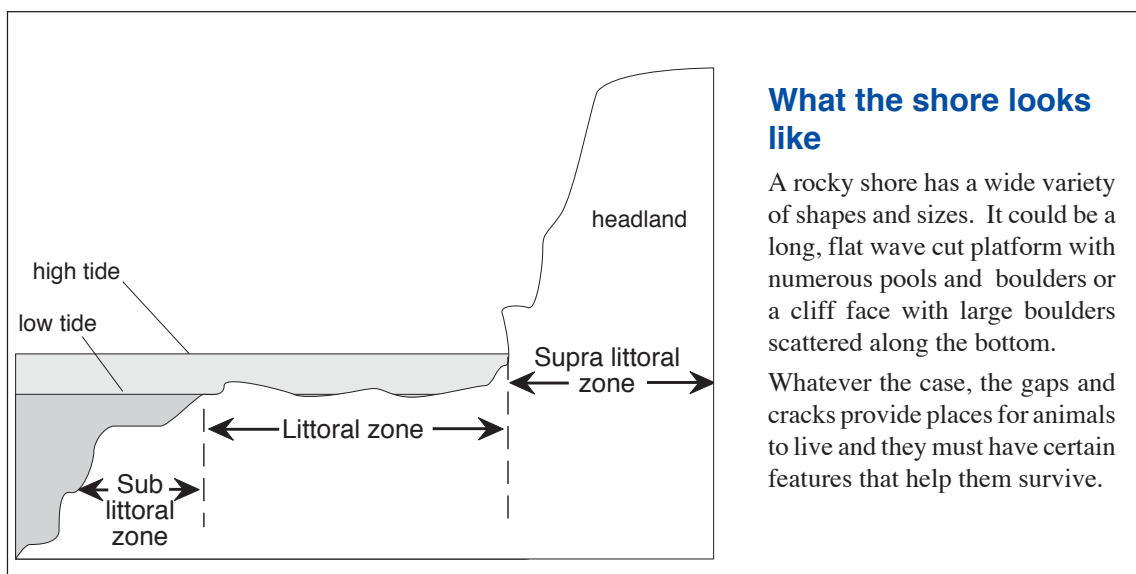 What the shore looks
like
A rocky shore has a wide variety
of shapes and sizes. It could be a
long, flat wave cut platform with
numerous pools and boulders or
a cliff face with large boulders
scattered along the bottom.
Whatever the case, the gaps and
cracks provide places for animals
to live and they must have certain
features that help them survive.
headland
high tide
low tide
Supra littoral
zone
Littoral zone
Sub
littoral
zone